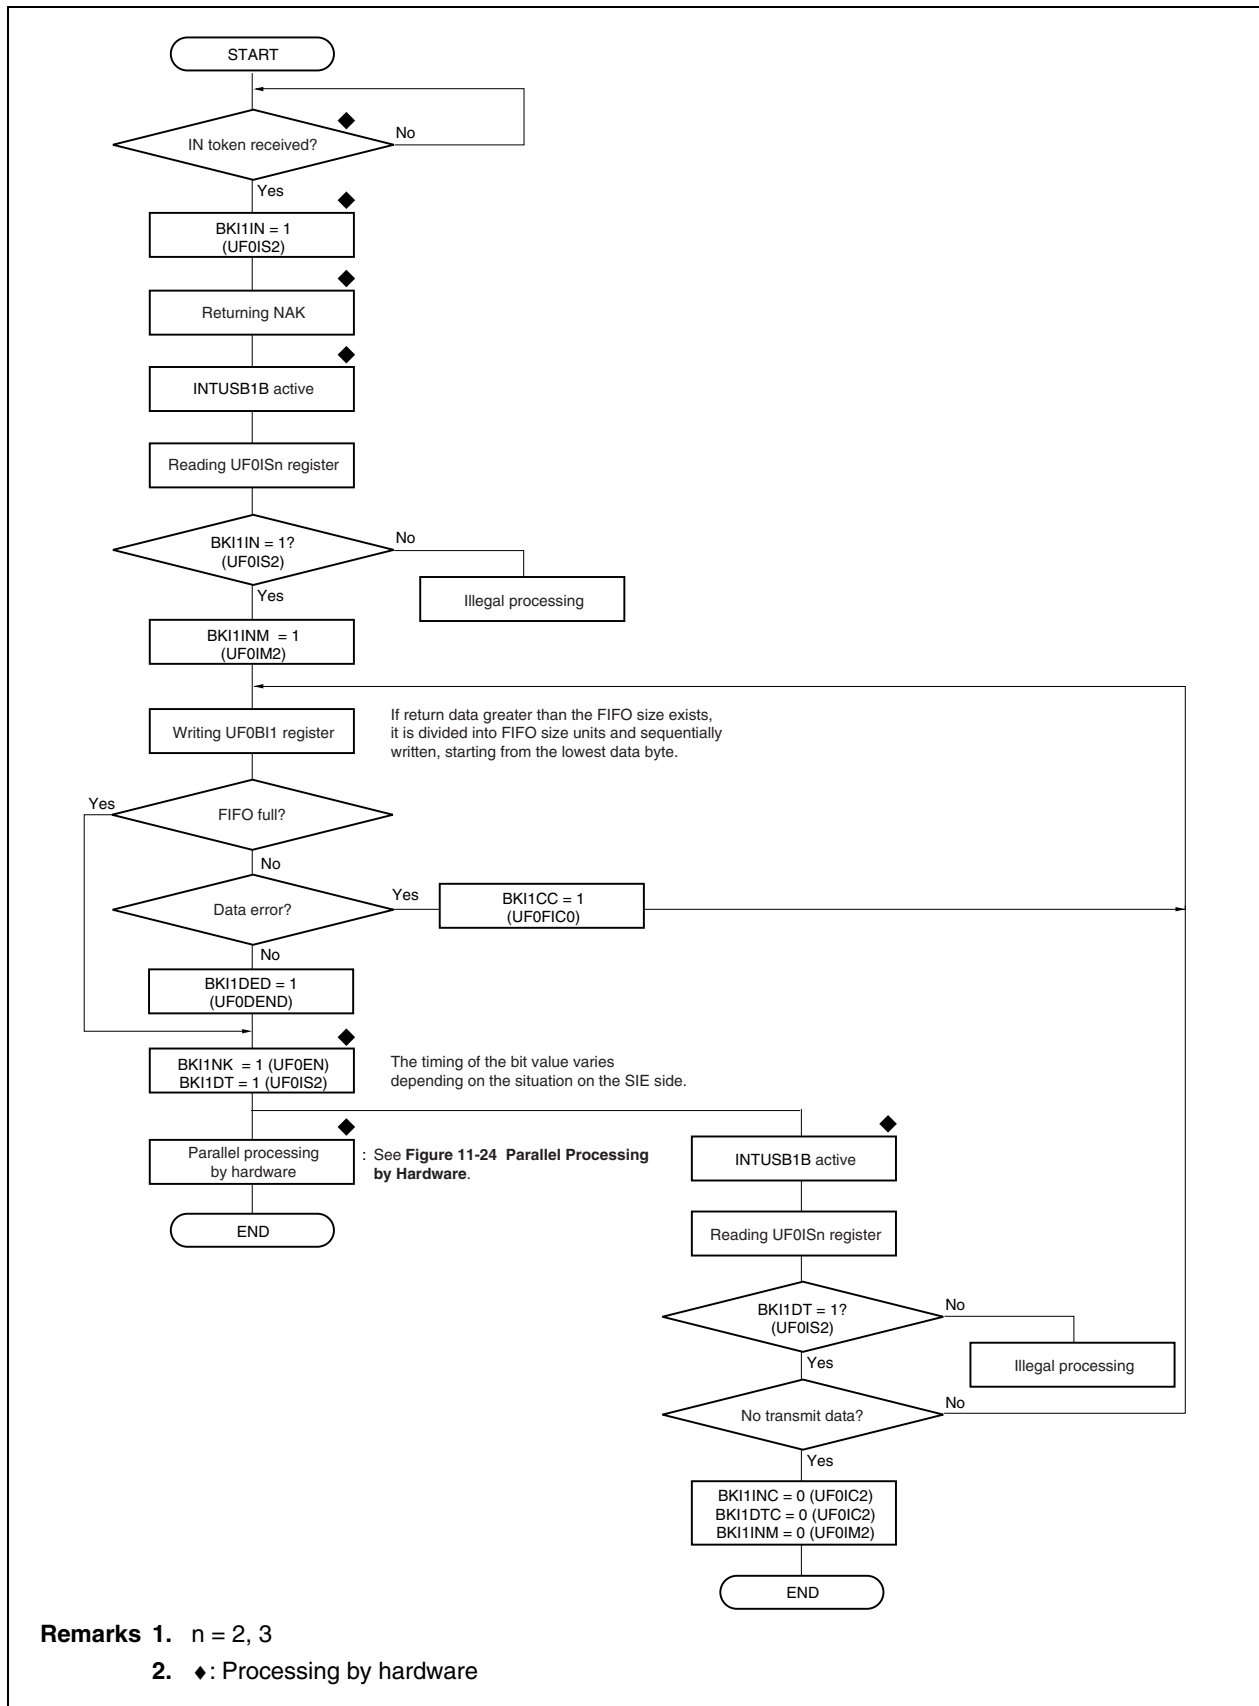 START
IN token received?
No
Yes
BKI1IN = 1
(UF0IS2)
Returning NAK
INTUSB1B active
Reading UF0ISn register
BKI1IN = 1?
(UF0IS2)
No
Illegal processing
Yes
BKI1INM = 1
(UF0IM2)
Writing UF0BI1 register
If return data greater than the FIFO size exists,
it is divided into FIFO size units and sequentially
written, starting from the lowest data byte.
Yes
FIFO full?
No
Data error?
Yes
BKI1CC = 1
(UF0FIC0)
No
BKI1DED = 1
(UF0DEND)
BKI1NK = 1 (UF0EN)
BKI1DT = 1 (UF0IS2)
The timing of the bit value varies
depending on the situation on the SIE side.
Parallel processing
by hardware
: See Figure 11-24 Parallel Processing
by Hardware.
END
INTUSB1B active
Reading UF0ISn register
BKI1DT = 1?
(UF0IS2)
No
Illegal processing
Yes
No transmit data?
No
Yes
BKI1INC = 0 (UF0IC2)
BKI1DTC = 0 (UF0IC2)
BKI1INM = 0 (UF0IM2)
END
Remarks 1. n = 2, 3
2. ♦: Processing by hardware